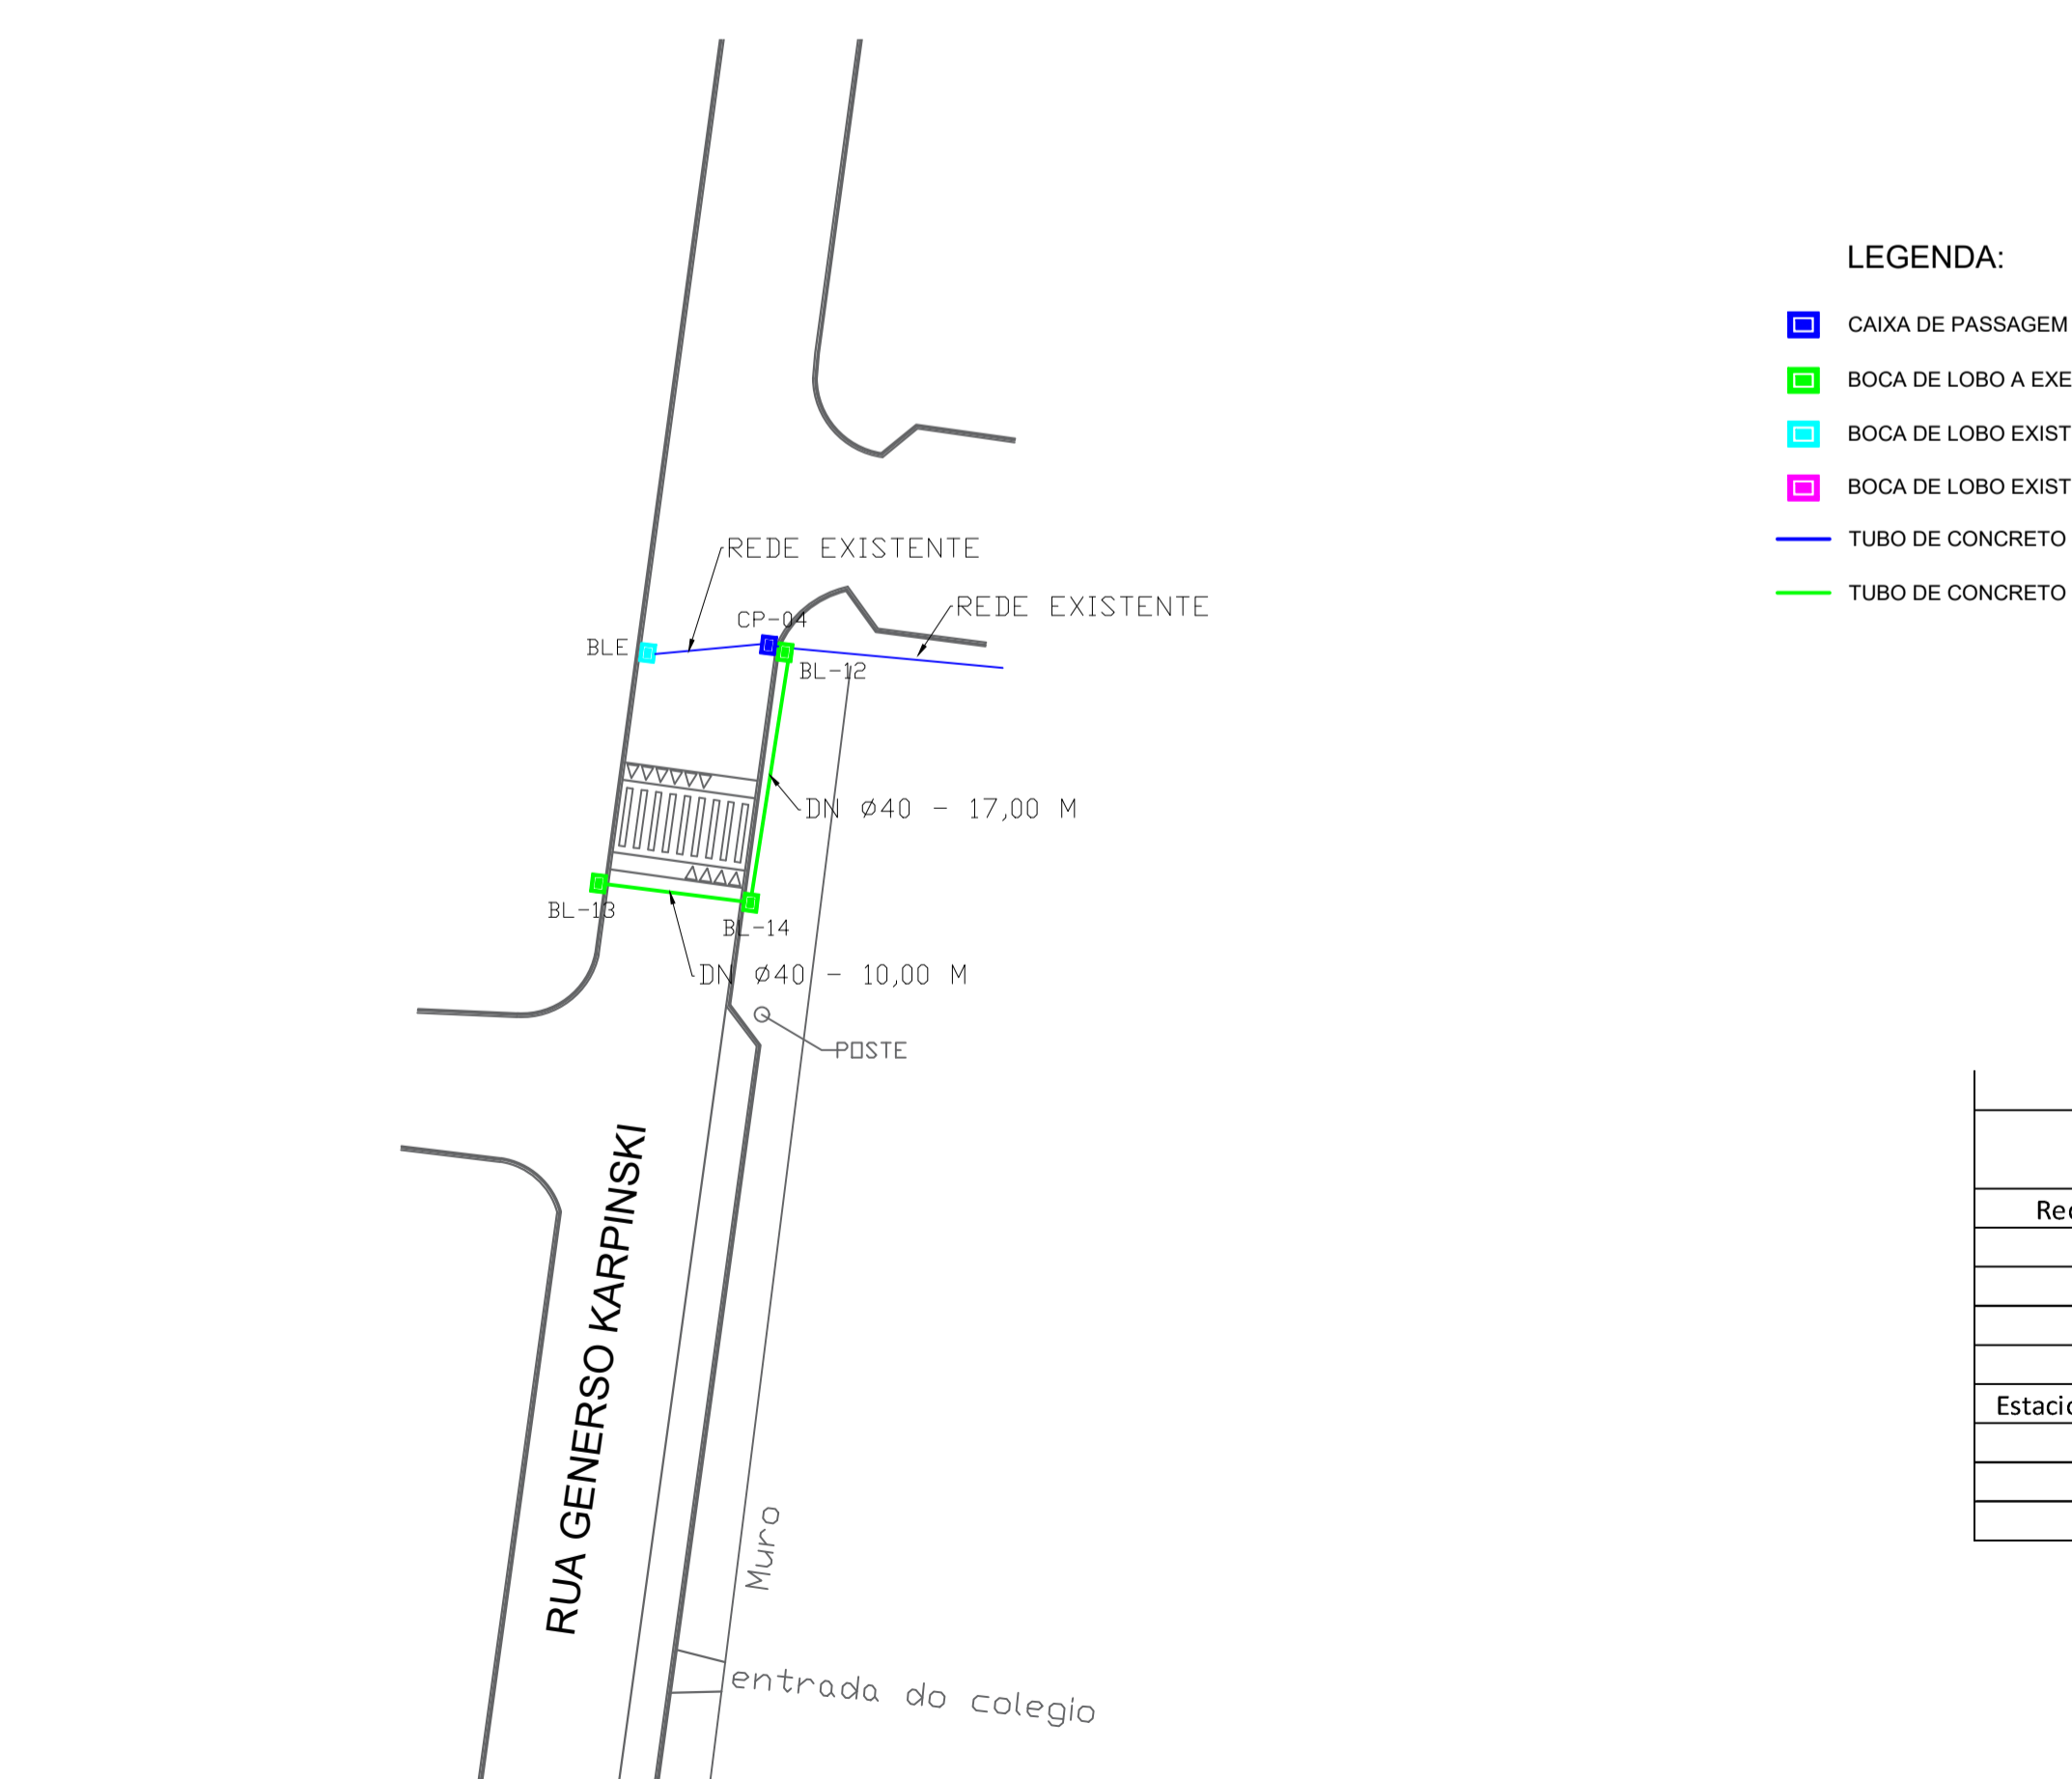 LEGENDA:
CAIXA DE PASSAGEM
BOCA DE LOBO A EXE
BOCA DE LOBO EXIST
BOCA DE LOBO EXIST
TUBO DE CONCRETO
TUBO DE CONCRETO
REDE EXISTENTE
REDE EXISTENTE
CP-04
BLE
BL-12
DN ø40 - 17,00 M
BL-13
BL-14
DN ø40 - 10,00 M
POSTE
RUA GENERSO KARPINSKI
Muro
entrada do colegio
Re
Estaci